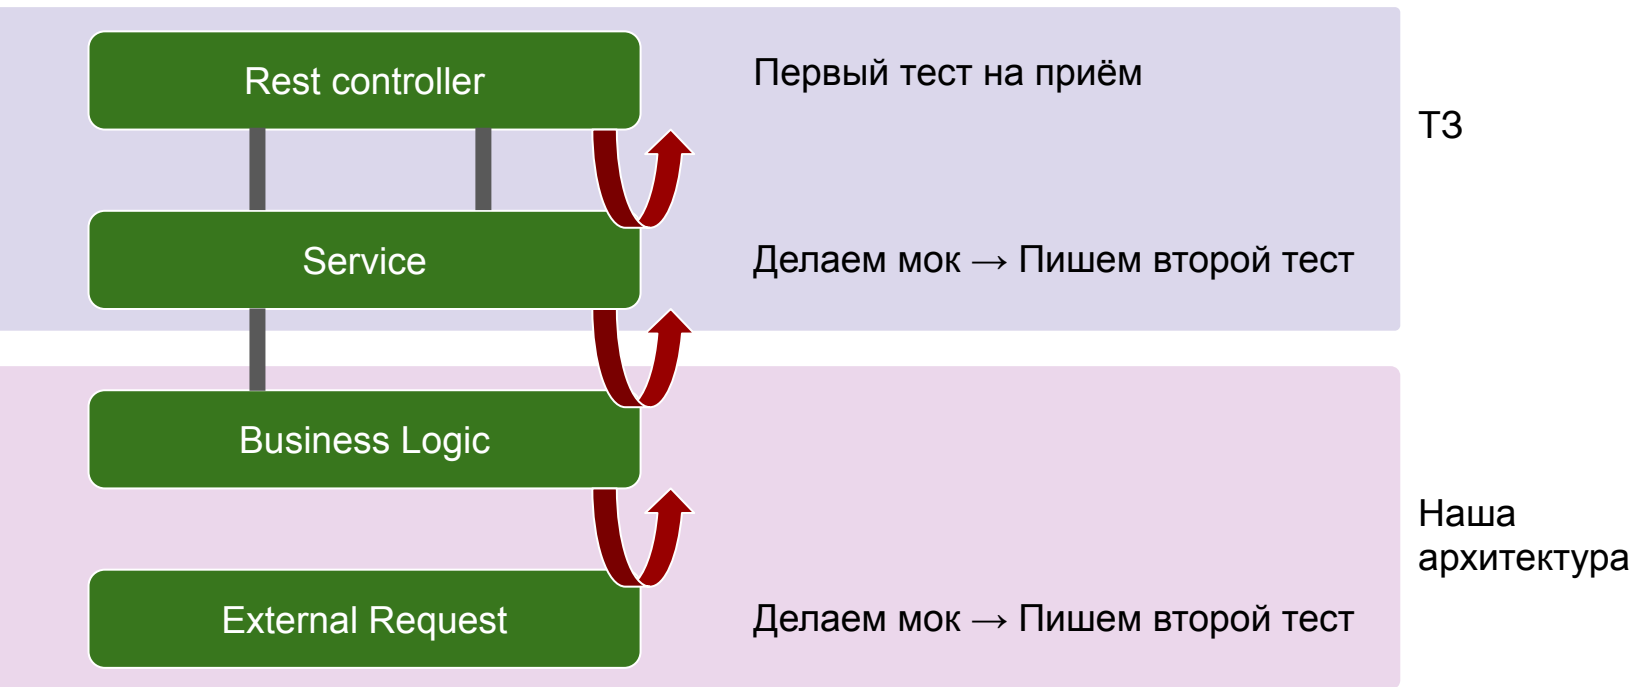 Rest controller
Первый тест на приём
ТЗ
Service
Делаем мок → Пишем второй тест
Business Logic
Наша
архитектура
External Request
Делаем мок → Пишем второй тест